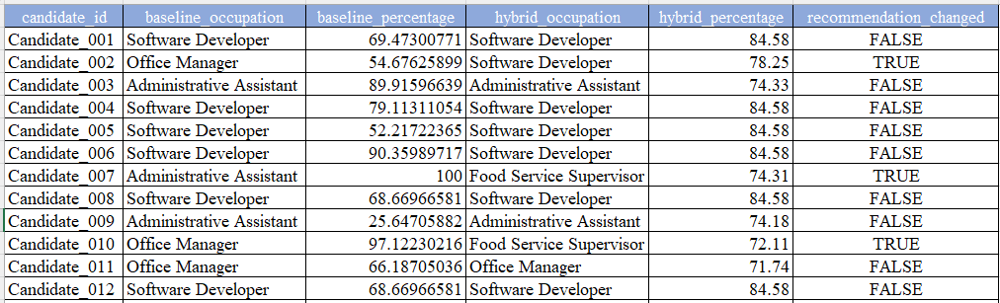 candidate_id baseline_occupation baseline_percentage hybrid_occupation hybrid_percentage recommendation_changed
Candidate_001 Software Developer 69.47300771 Software Developer 84.58 FALSE
Candidate_002 Office Manager 54.67625899 Software Developer 78.25 TRUE
Candidate_003 Administrative Assistant 89.91596639 Administrative Assistant 74.33 FALSE
Candidate_004 Software Developer 79.11311054 Software Developer 84.58 FALSE
Candidate_005 Software Developer 52.21722365 Software Developer 84.58 FALSE
Candidate_006 Software Developer 90.35989717 Software Developer 84.58 FALSE
Candidate_007 Administrative Assistant 100 Food Service Supervisor 74.31 TRUE
Candidate_008 Software Developer 68.66966581 Software Developer 84.58 FALSE
Candidate_009 Administrative Assistant 25.64705882 Administrative Assistant 74.18 FALSE
Candidate_010 Office Manager 97.12230216 Food Service Supervisor 72.11 TRUE
Candidate_011 Office Manager 66.18705036 Office Manager 71.74 FALSE
Candidate_012 Software Developer 68.66966581 Software Developer 84.58 FALSE